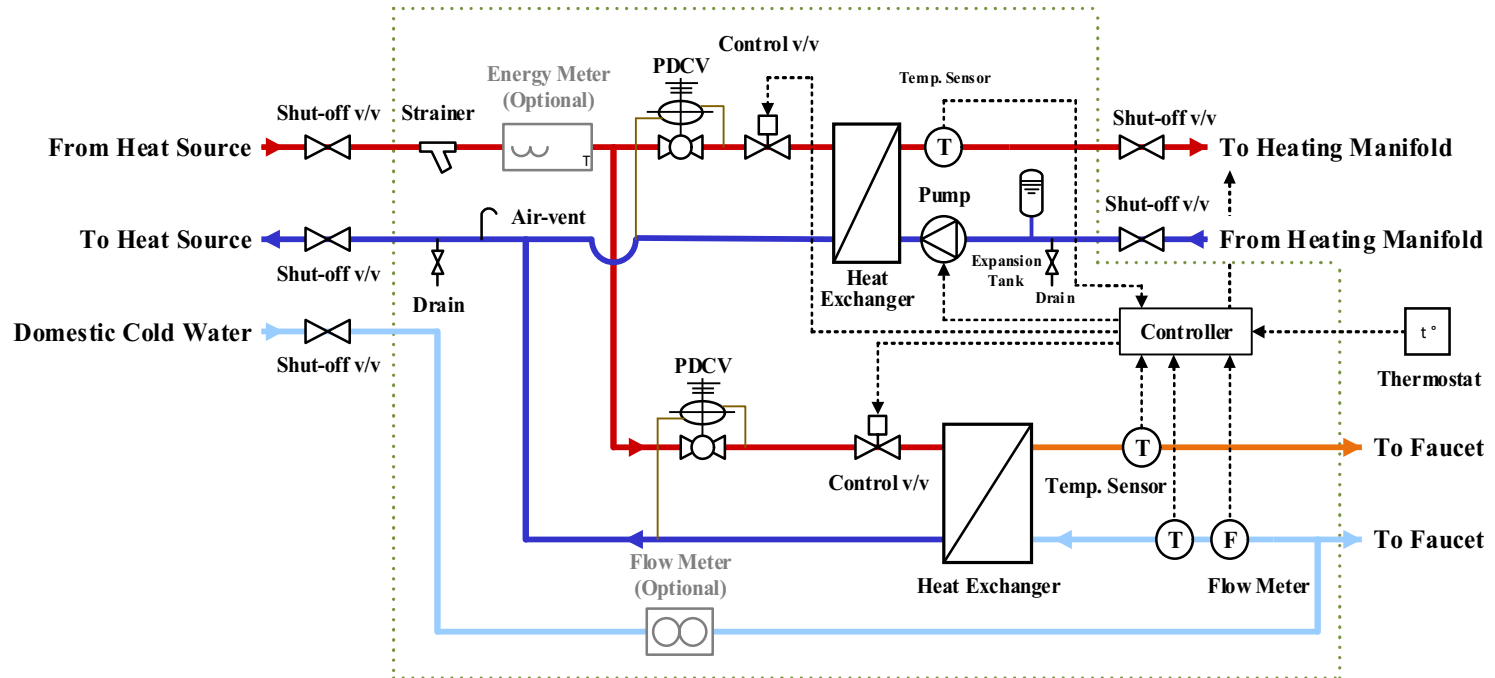 Control v/v
PDCV
Energy Meter
(Optional)
Temp. Sensor
Shut-off v/v
Strainer
Shut-off v/v
From Heat Source
T
T
To Heating Manifold
Pump
Air-vent
Shut-off v/v
To Heat Source
From Heating Manifold
Shut-off v/v
Expansion
Tank
Heat
Exchanger
Drain
Drain
Domestic Cold Water
Controller
t°
Shut-off v/v
PDCV
Thermostat
T
To Faucet
Control v/v
Temp. Sensor
T
F
To Faucet
Flow Meter
(Optional)
Heat Exchanger
Flow Meter